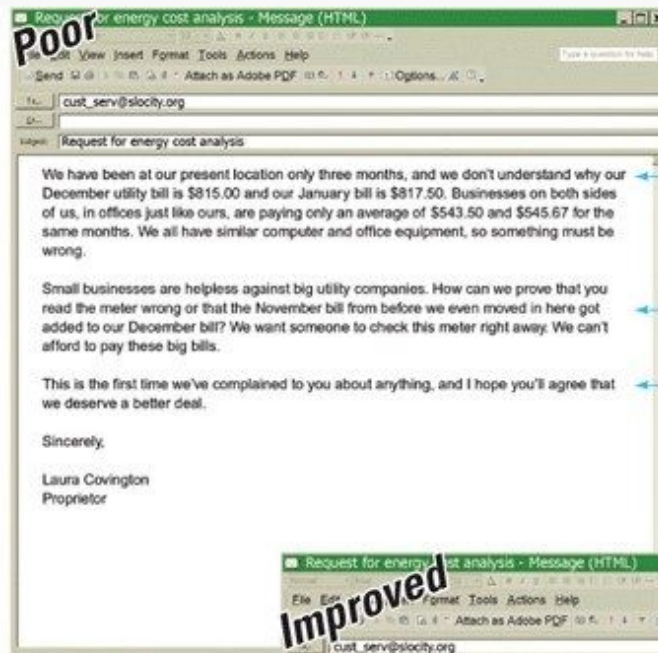 Poor
Request for energy cost analysis - Message (HTML)
File Edit View Insert Format Tools Actions Help
Type a question for help
Send Attach as Adobe PDF Options...
To...
cust_serv@slocity.org
Subject: Request for energy cost analysis
We have been at our present location only three months, and we don't understand why our
December utility bill is $815.00 and our January bill is $817.50. Businesses on both sides
of us, in offices just like ours, are paying only an average of $543.50 and $545.67 for the
same months. We all have similar computer and office equipment, so something must be
wrong.
Small businesses are helpless against big utility companies. How can we prove that you
read the meter wrong or that the November bill from before we even moved in here got
added to our December bill? We want someone to check this meter right away. We can't
afford to pay these big bills.
This is the first time we've complained to you about anything, and I hope you'll agree that
we deserve a better deal.
Sincerely,
Laura Covington
Proprietor
Improved
Request for energy cost analysis - Message (HTML)
File Edit Format Tools Actions Help
Attach as Adobe PDF
cust_serv@slocity.org